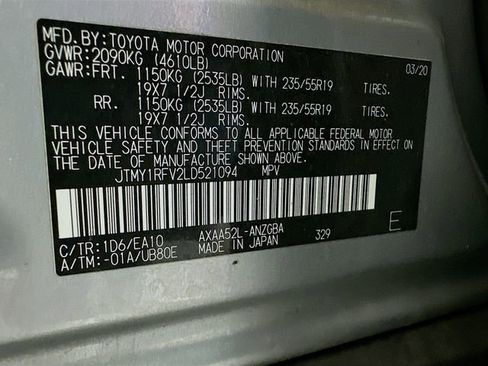 MFD.BY:TOYOTA MOTOR CORPORATION
GVWR:2090KG (4610LB) 03/20
GAWR:FRT. 1150KG (2535LB) WITH 235/55R19 TIRES.
19X7 1/2J RIMS.
RR. 1150KG (2535LB) WITH 235/55R19 TIRES.
19X7 1/2J RIMS.
THIS VEHICLE CONFORMS TO ALL APPLICABLE FEDERAL MOTOR
VEHICLE SAFETY AND THEFT PREVENTION STANDARDS IN EFFECT ON
THE DATE OF MANUFACTURE SHOWN ABOVE.
JTMY1RFV2LD521094 MPV
E
C/TR:1D6/EA10 AXAA52L-ANZGBA 329
A/TM:-01A/UB80E MADE IN JAPAN